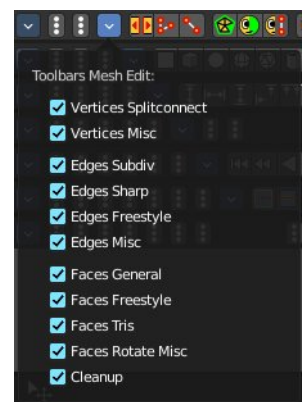 Toolbars Mesh Edit:
Vertices Splitconnect
Vertices Misc
Edges Subdiv
Edges Sharp
Edges Freestyle
Edges Misc
Faces General
Faces Freestyle
Faces Tris
Faces Rotate Misc
Cleanup